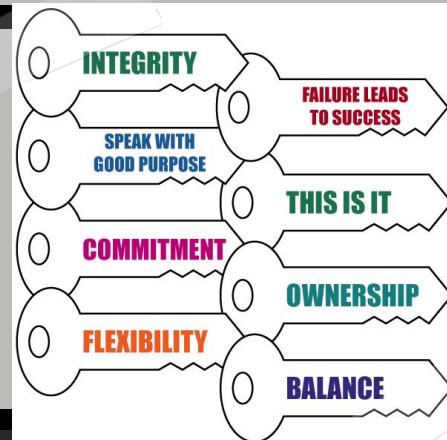 INTEGRITY
FAILURE LEADS
TO SUCCESS
SPEAK WITH
GOOD PURPOSE
THIS IS IT
COMMITMENT
OWNERSHIP
FLEXIBILITY
BALANCE